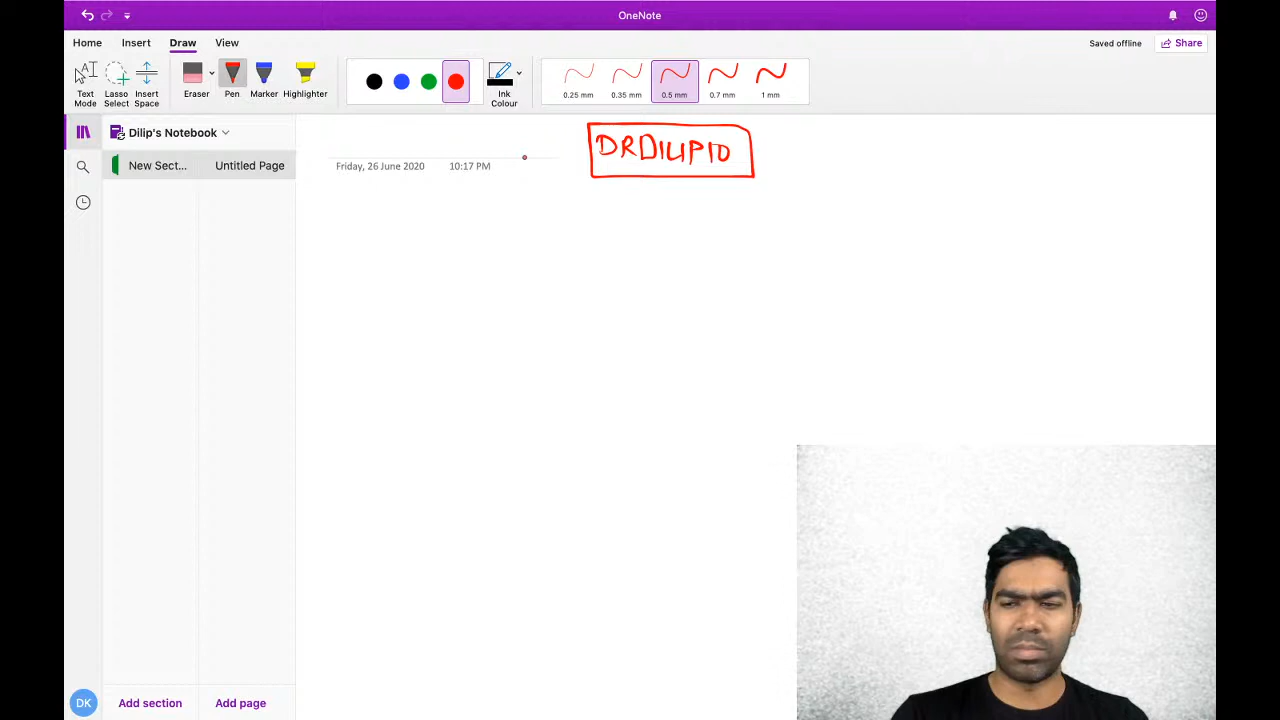 OneNote
Home Insert Draw View
Saved offline Share
Text Mode
Lasso Select
Insert Space
Eraser
Pen
Marker
Highlighter
Ink Colour
0.25 mm 0.35 mm 0.5 mm 0.7 mm 1 mm
Dilip's Notebook
New Sect... Untitled Page
DRDILIP10
Friday, 26 June 2020 10:17 PM
DK
Add section Add page